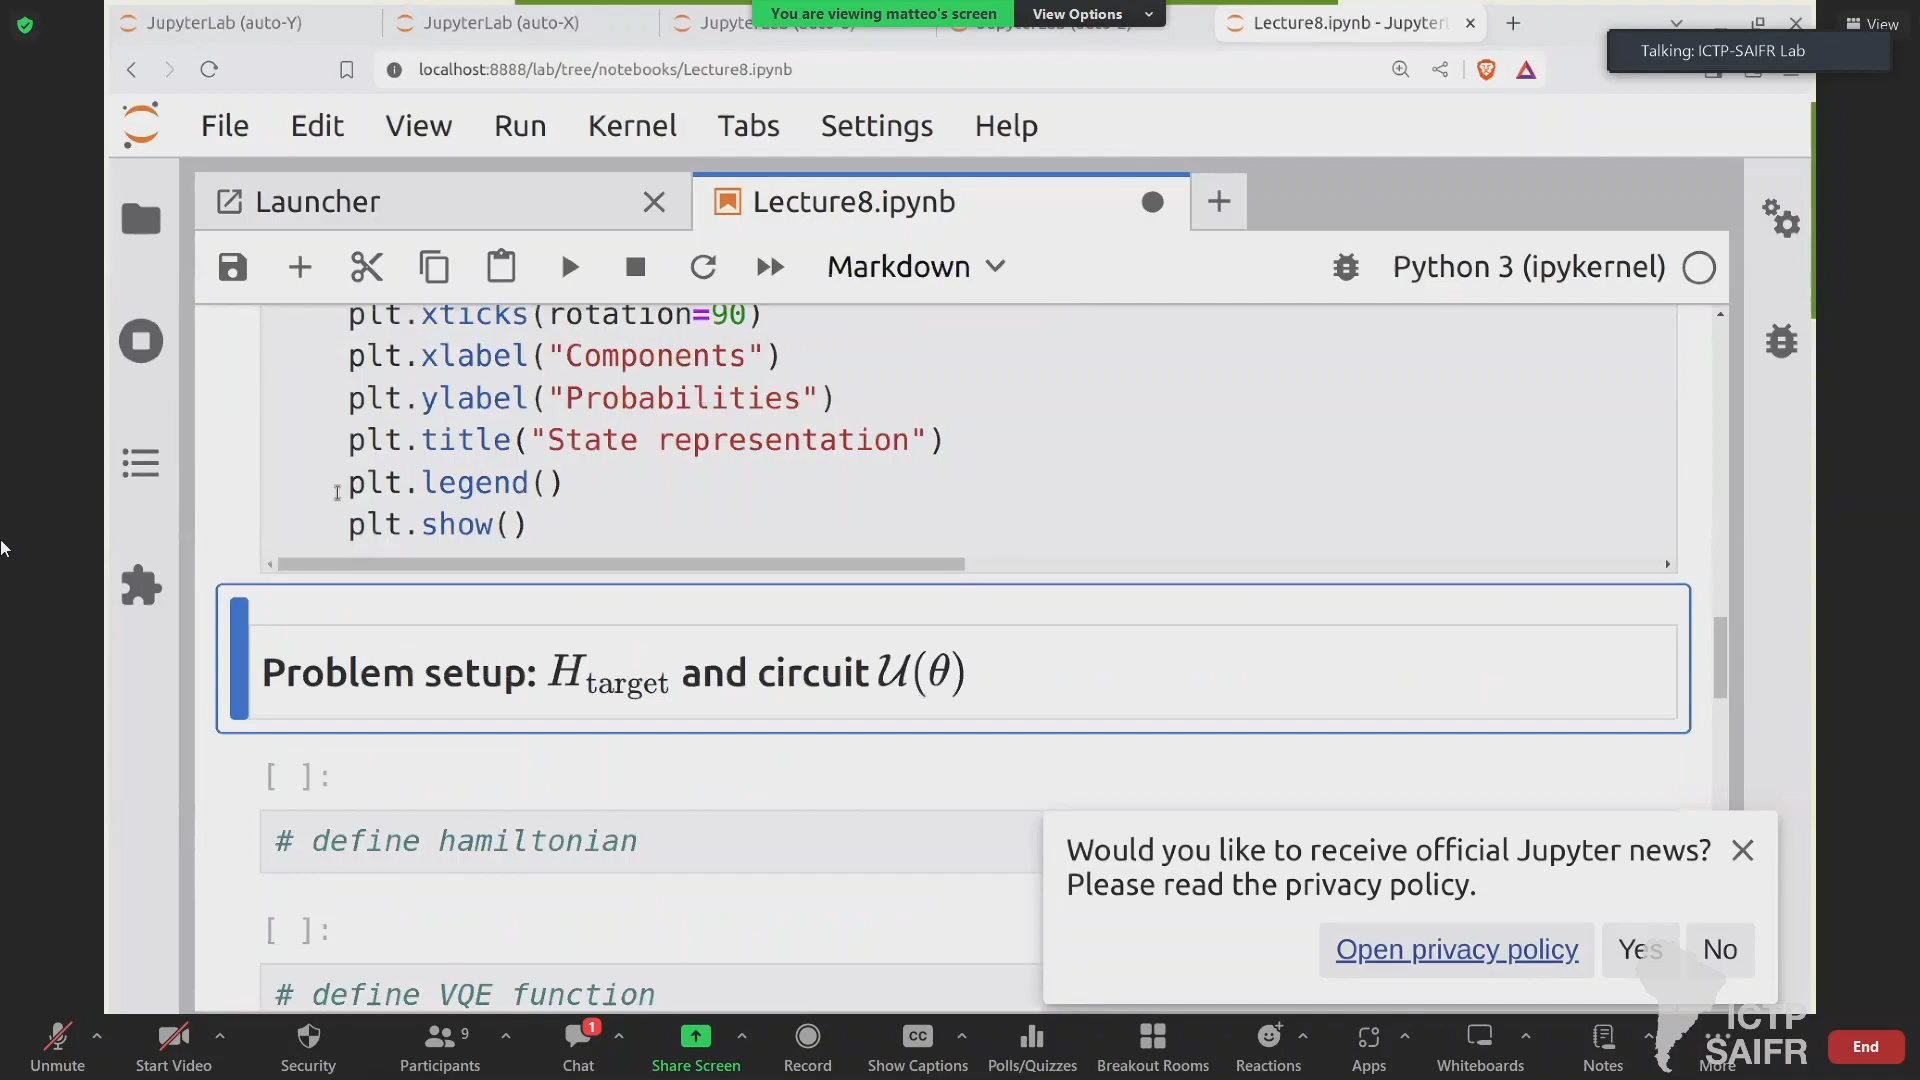 You are viewing matteo's screen
View Options
View
JupyterLab (auto-Y)
JupyterLab (auto-X)
Lecture8.ipynb - Jupyter
Talking: ICTP-SAIFR Lab
localhost:8888/lab/tree/notebooks/Lecture8.ipynb
File Edit View Run Kernel Tabs Settings Help
Launcher
Lecture8.ipynb
Markdown
Python 3 (ipykernel)
plt.xticks(rotation=90)
plt.xlabel("Components")
plt.ylabel("Probabilities")
plt.title("State representation")
plt.legend()
plt.show()
Problem setup: H_target and circuit 𝒰(θ)
[ ]:
# define hamiltonian
[ ]:
# define VQE function
Would you like to receive official Jupyter news?
Please read the privacy policy.
Open privacy policy
Yes
No
ICTP
SAIFR
9
1
CC
Unmute
Start Video
Security
Participants
Chat
Share Screen
Record
Show Captions
Polls/Quizzes
Breakout Rooms
Reactions
Apps
Whiteboards
Notes
More
End